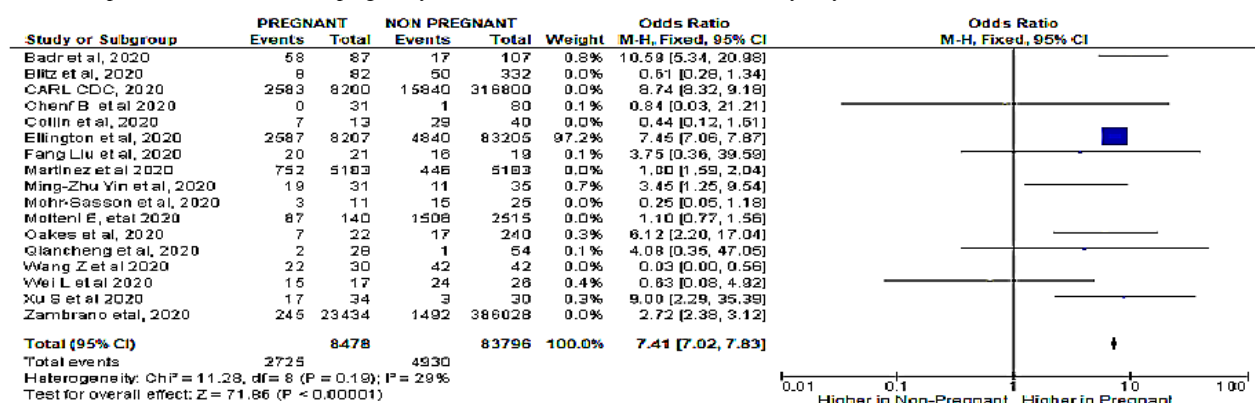 PREGNANT NON PREGNANT Odds Ratio Odds Ratio
Study or Subgroup Events Total Events Total Weight M-H, Fixed, 95% CI M-H, Fixed, 95% CI
Badr et al, 2020 58 87 17 107 0.8% 10.59 [5.34, 20.98]
Blitz et al, 2020 8 82 50 332 0.0% 0.61 [0.28, 1.34]
CARL CDC, 2020 2583 8200 15840 316800 0.0% 8.74 [8.32, 9.18]
Chenf B et al 2020 0 31 1 80 0.1% 0.84 [0.03, 21.21]
Collin et al, 2020 7 13 29 40 0.0% 0.44 [0.12, 1.61]
Ellington et al, 2020 2587 8207 4840 83205 97.2% 7.45 [7.06, 7.87]
Fang Liu et al, 2020 20 21 16 19 0.1% 3.75 [0.36, 39.59]
Martinez et al 2020 752 5183 446 5183 0.0% [1.59, 2.04]
Ming-Zhu Yin et al, 2020 19 31 11 35 0.7% 3.45 [1.25, 9.54]
Mohr-Sasson et al, 2020 3 11 15 25 0.0% 0.25 [0.05, 1.18]
Molteni E, etal 2020 87 140 1508 2515 0.0% 1.10 [0.77, 1.56]
Oakes et al, 2020 7 22 17 240 0.3% 6.12 [2.20, 17.04]
Qiancheng et al, 2020 2 28 1 54 0.1% 4.08 [0.35, 47.05]
Wang Z et al 2020 22 30 42 42 0.0% 0.03 [0.00, 0.56]
Wei L et al 2020 15 17 24 26 0.4% 0.63 [0.08, 4.92]
Xu S et al 2020 17 34 3 30 0.1% 9.00 [2.29, 35.39]
Zambrano etal, 2020 245 23434 1492 386028 0.0% 2.72 [2.38, 3.12]
Total (95% CI) 8478 83796 100.0% 7.41 [7.02, 7.83]
Total events 2725 4930
Heterogeneity: Chi² = 11.28, df = 8 (P = 0.19); I² = 29%
Test for overall effect: Z = 71.86 (P < 0.00001)
0.01 0.1 1 10 100
Higher in Non-Pregnant Higher in Pregnant